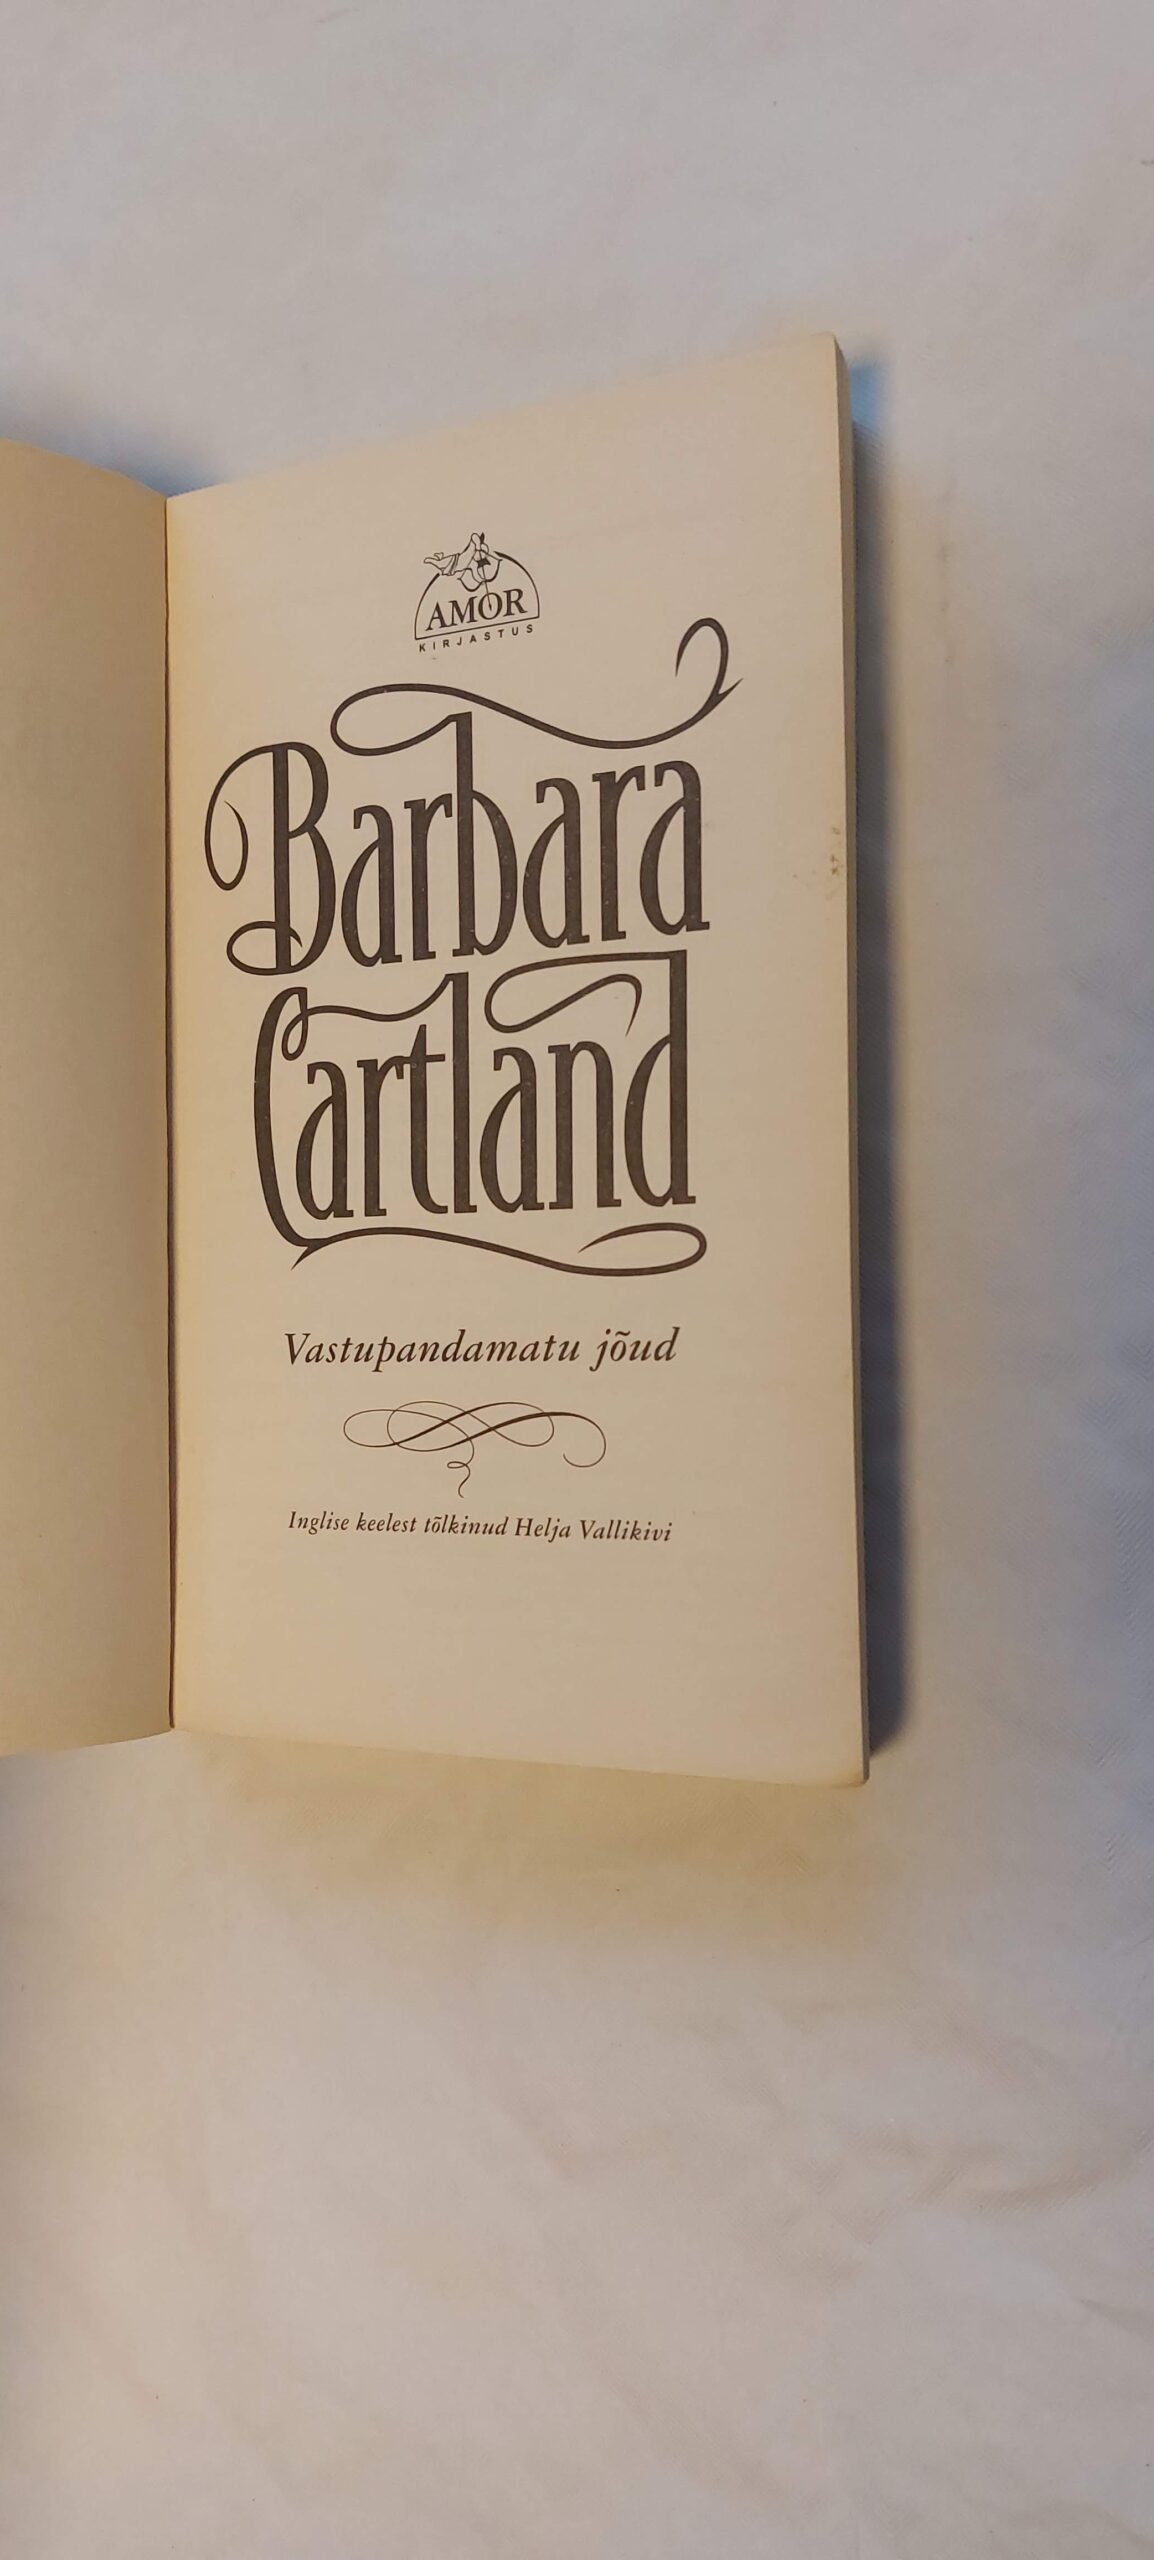 AMOR
KIRJASTUS
Barbara
Cartland
Vastupandamatu jõud
Inglise keelest tõlkinud Helja Vallikivi